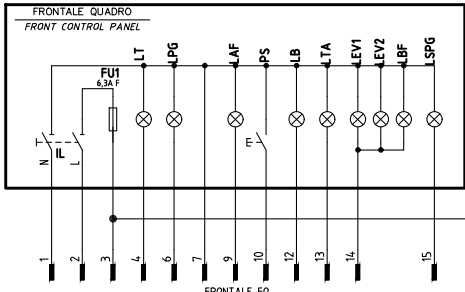 FRONTALE QUADRO
FRONT CONTROL PANEL
LT LPG LAF PS LB LTA LEV1 LEV2 LBF LSPG
FU1
6,3A F
IL
N L
1 2 3 4 6 7 9 10 12 13 14 15
FRONTALE EQ